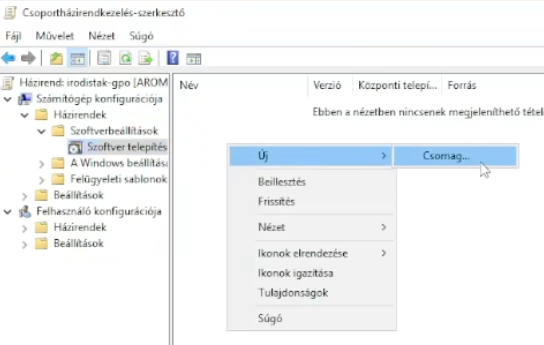 Csoportházirendkezelés-szerkesztő
Fájl Művelet Nézet Súgó
Házirend: irodistak-gpo [AROM
Számítógép konfigurációja
Házirendek
Szoftverbeállítások
Szoftver telepítés
A Windows beállítás
Felügyeleti sablonok
Beállítások
Felhasználó konfigurációja
Házirendek
Beállítások
Név Verzió Központi telepí... Forrás
Ebben a nézetben nincsenek megjeleníthető tétel
Új
Csomag...
Beillesztés
Frissítés
Nézet
Ikonok elrendezése
Ikonok igazítása
Tulajdonságok
Súgó